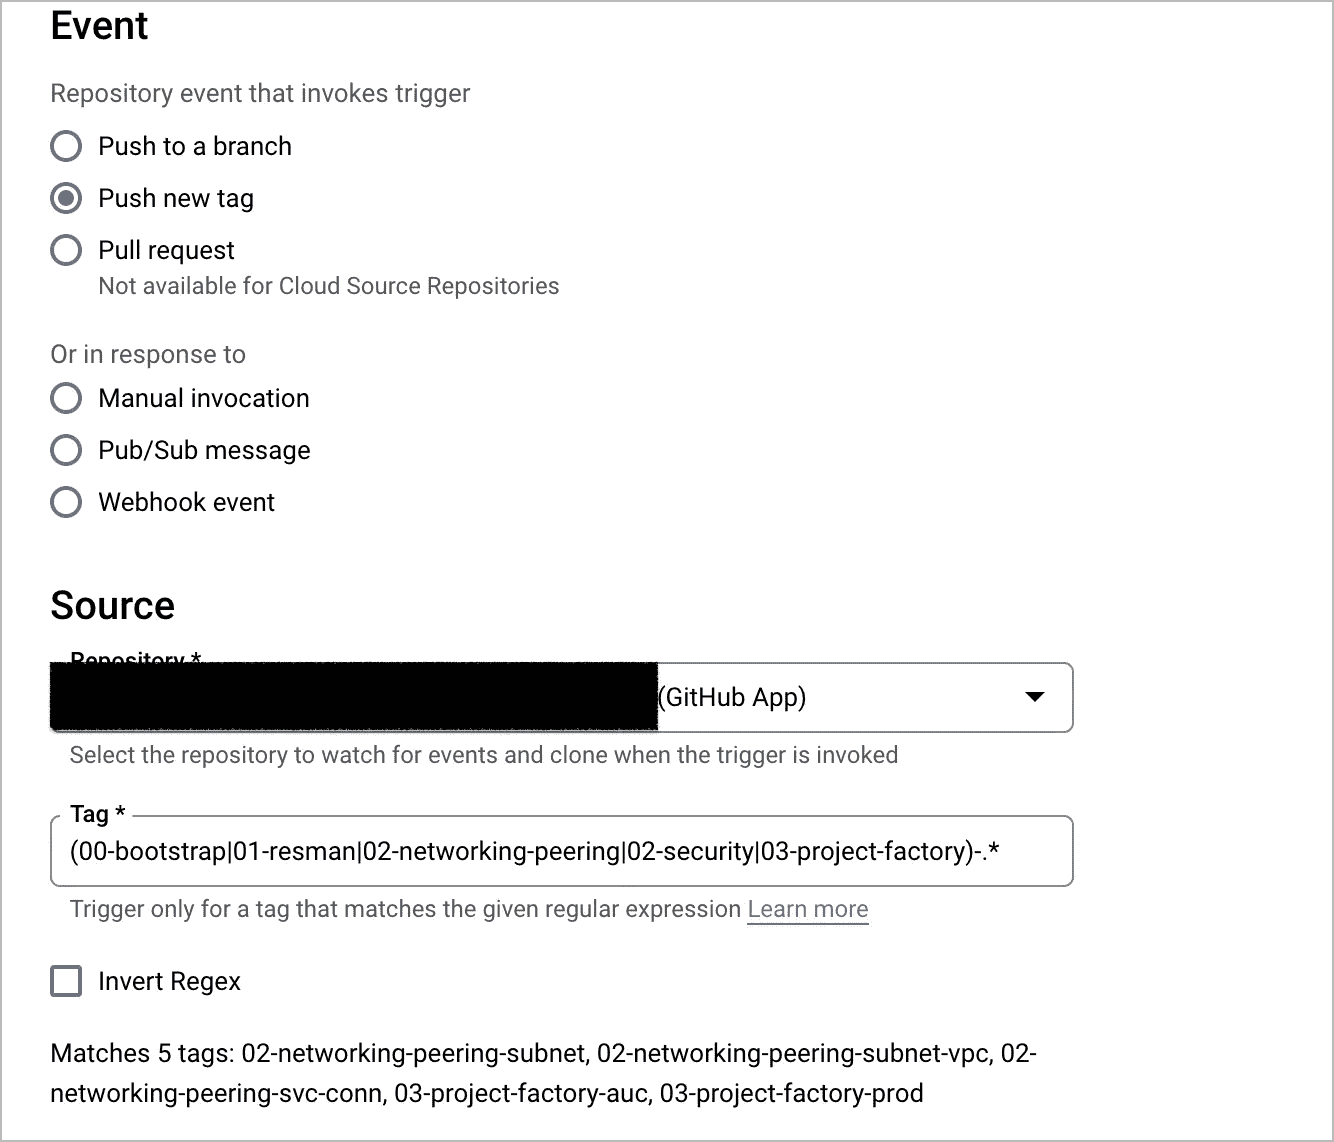 Event
Repository event that invokes trigger
Push to a branch
Push new tag
Pull request
Not available for Cloud Source Repositories
Or in response to
Manual invocation
Pub/Sub message
Webhook event
Source
Repository *
(GitHub App)
Select the repository to watch for events and clone when the trigger is invoked
Tag *
(00-bootstrap|01-resman|02-networking-peering|02-security|03-project-factory)-.*
Trigger only for a tag that matches the given regular expression Learn more
Invert Regex
Matches 5 tags: 02-networking-peering-subnet, 02-networking-peering-subnet-vpc, 02-
networking-peering-svc-conn, 03-project-factory-auc, 03-project-factory-prod